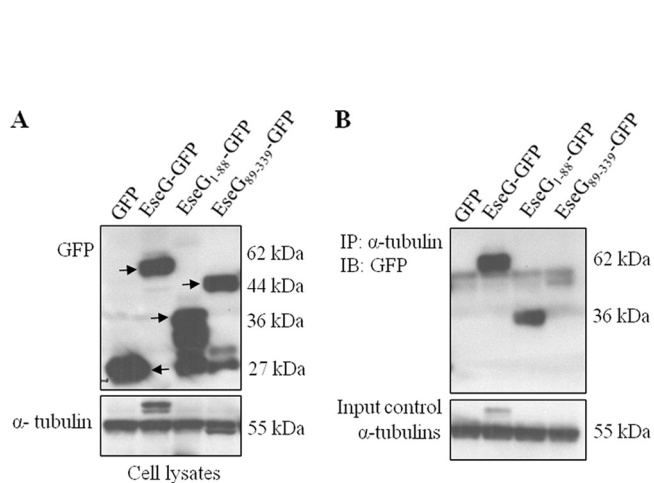 A
GFP
EseG-GFP
EseG1-88-GFP
EseG89-339-GFP
GFP
62 kDa
44 kDa
36 kDa
27 kDa
α- tubulin
55 kDa
Cell lysates
B
GFP
EseG-GFP
EseG1-88-GFP
EseG89-339-GFP
IP: α-tubulin
IB: GFP
62 kDa
36 kDa
Input control
α-tubulins
55 kDa